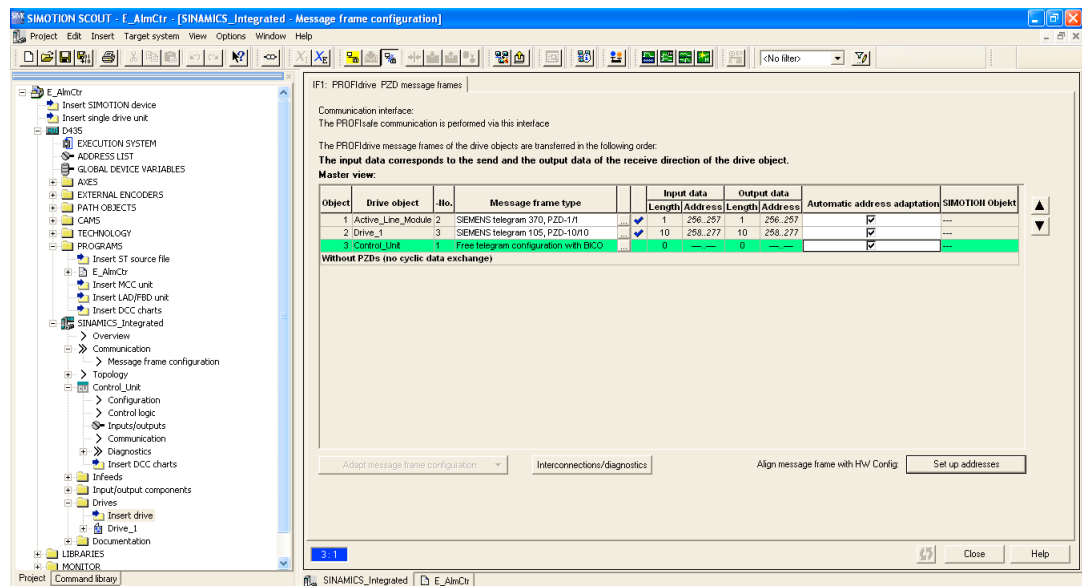 SIMOTION SCOUT - E_AlmCtr - [SINAMICS_Integrated - Message frame configuration]
Project Edit Insert Target system View Options Window Help
<No filter>
E_AlmCtr
Insert SIMOTION device
Insert single drive unit
D435
EXECUTION SYSTEM
ADDRESS LIST
GLOBAL DEVICE VARIABLES
AXES
EXTERNAL ENCODERS
PATH OBJECTS
CAMS
TECHNOLOGY
PROGRAMS
Insert ST source file
E_AlmCtr
Insert MCC unit
Insert LAD/FBD unit
Insert DCC charts
SINAMICS_Integrated
Overview
Communication
Message frame configuration
Topology
Control_Unit
Configuration
Control logic
Inputs/outputs
Communication
Diagnostics
Insert DCC charts
Infeeds
Input/output components
Drives
Insert drive
Drive_1
Documentation
LIBRARIES
MONITOR
Project Command library
IF1: PROFIdrive PZD message frames
Communication interface:
The PROFIsafe communication is performed via this interface
The PROFIdrive message frames of the drive objects are transferred in the following order:
The input data corresponds to the send and the output data of the receive direction of the drive object.
Master view:
Object Drive object -No. Message frame type Input data Output data Automatic address adaptation SIMOTION Objekt
Length Address Length Address
1 Active_Line_Module 2 SIEMENS telegram 370, PZD-1/1 ... 1 256..257 1 256..257 ---
2 Drive_1 3 SIEMENS telegram 105, PZD-10/10 ... 10 258..277 10 258..277 ---
3 Control_Unit 1 Free telegram configuration with BICO ... 0 ---..--- 0 ---..--- ---
Without PZDs (no cyclic data exchange)
Adapt message frame configuration Interconnections/diagnostics Align message frame with HW Config: Set up addresses
3 : 1 Close Help
SINAMICS_Integrated E_AlmCtr